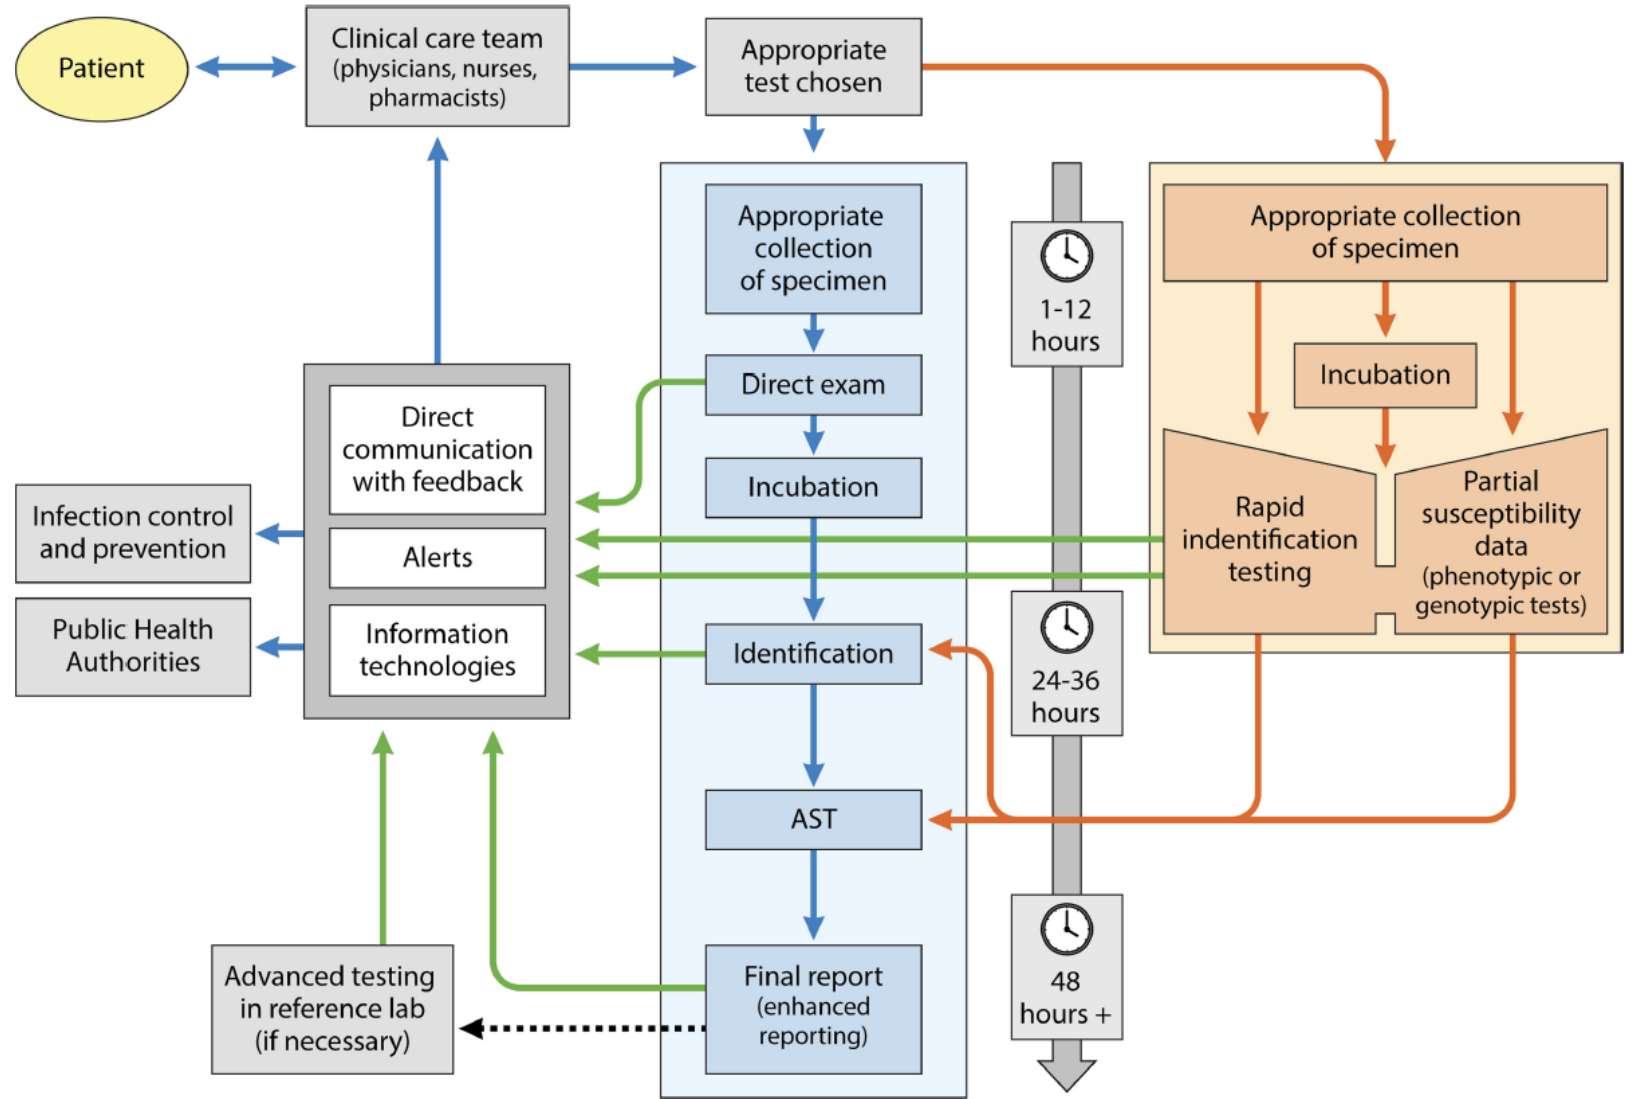 Patient
Clinical care team
(physicians, nurses,
pharmacists)
Appropriate
test chosen
Appropriate
collection
of specimen
Direct exam
Incubation
Identification
AST
Final report
(enhanced
reporting)
1-12
hours
24-36
hours
48
hours +
Appropriate collection
of specimen
Incubation
Rapid
indentification
testing
Partial
susceptibility
data
(phenotypic or
genotypic tests)
Direct
communication
with feedback
Alerts
Information
technologies
Infection control
and prevention
Public Health
Authorities
Advanced testing
in reference lab
(if necessary)